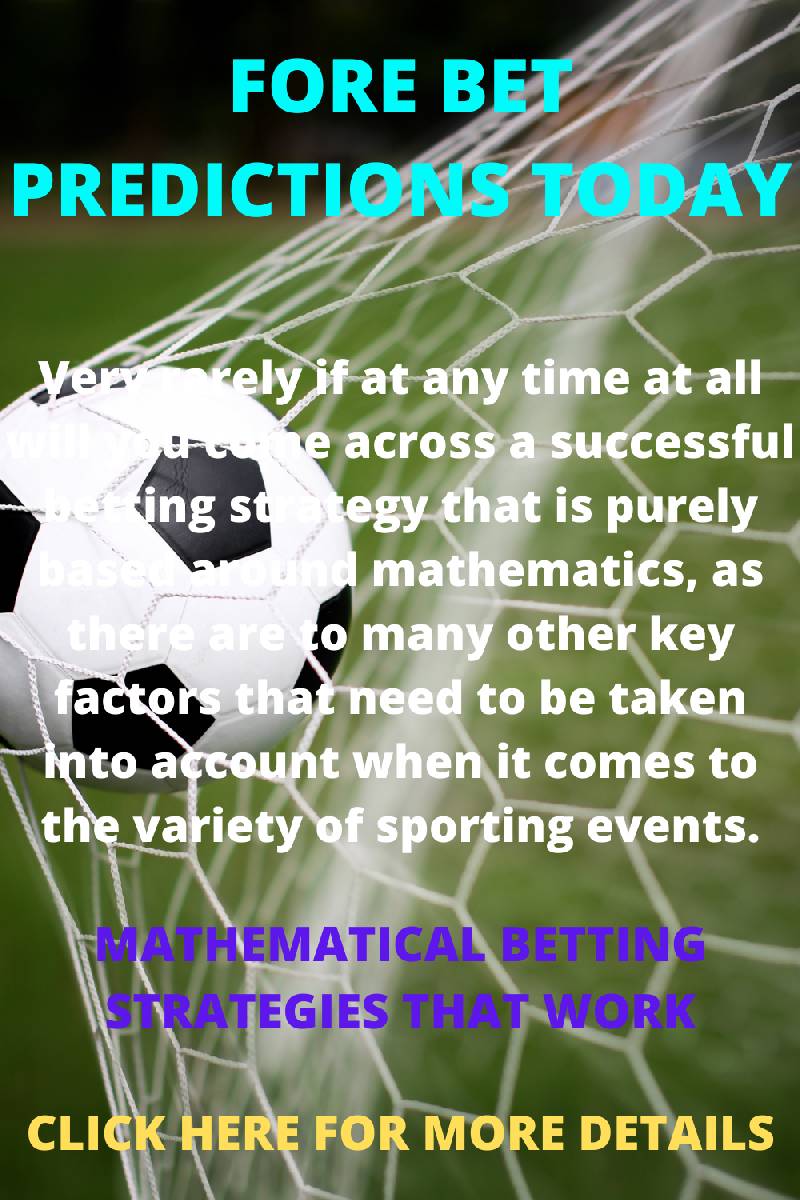 FORE BET
PREDICTIONS TODAY
Very rarely if at any time at all
will you come across a successful
betting strategy that is purely
based around mathematics, as
there are to many other key
factors that need to be taken
into account when it comes to
the variety of sporting events.
MATHEMATICAL BETTING
STRATEGIES THAT WORK
CLICK HERE FOR MORE DETAILS